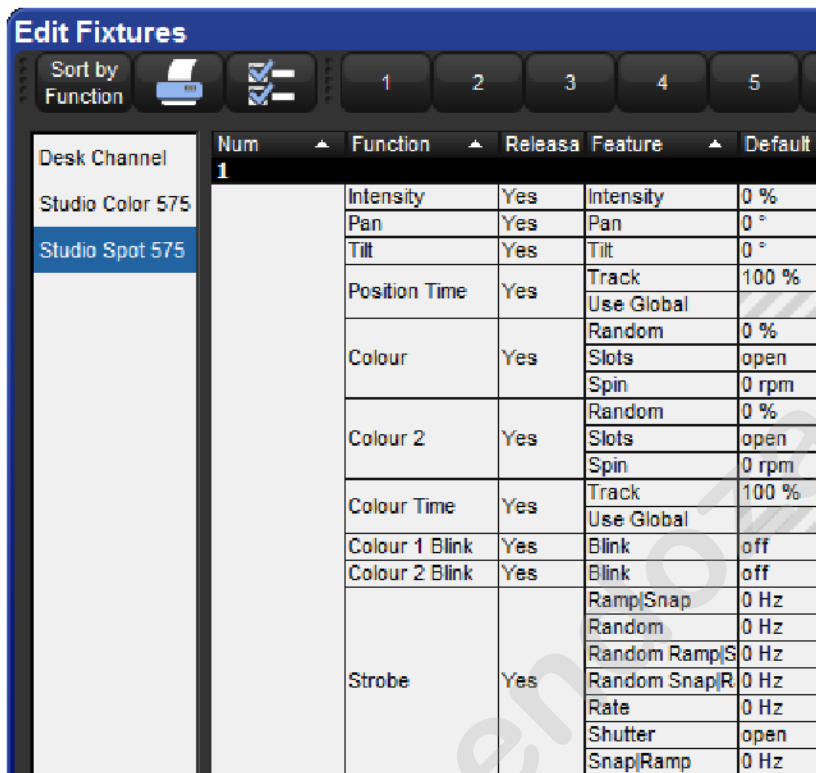 Edit Fixtures
Sort by
Function
1 2 3 4 5
Desk Channel
Studio Color 575
Studio Spot 575
Num Function Releasa Feature Default
1
Intensity Yes Intensity 0 %
Pan Yes Pan 0 °
Tilt Yes Tilt 0 °
Position Time Yes Track 100 %
Use Global
Colour Yes Random 0 %
Slots open
Spin 0 rpm
Colour 2 Yes Random 0 %
Slots open
Spin 0 rpm
Colour Time Yes Track 100 %
Use Global
Colour 1 Blink Yes Blink off
Colour 2 Blink Yes Blink off
Strobe Yes Ramp|Snap 0 Hz
Random 0 Hz
Random Ramp|S 0 Hz
Random Snap|R 0 Hz
Rate 0 Hz
Shutter open
Snap|Ramp 0 Hz